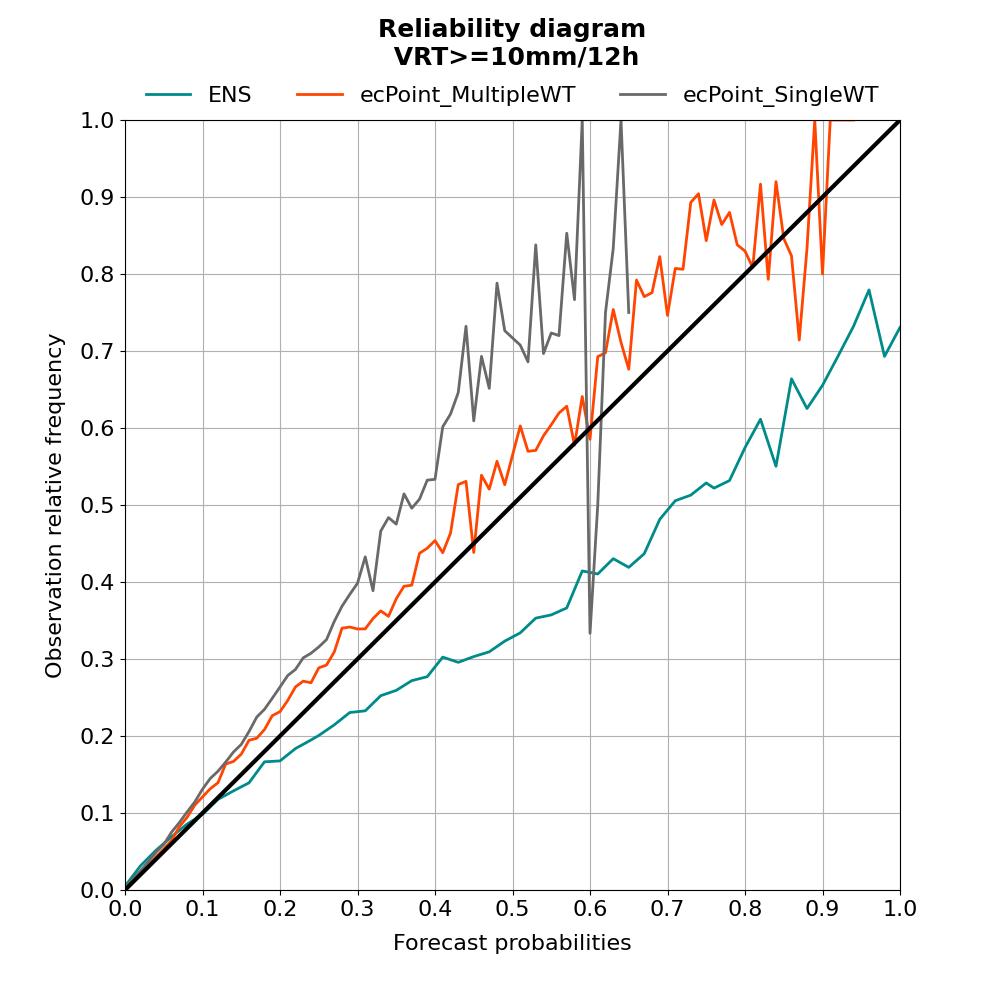 Reliability diagram
VRT>=10mm/12h
ENS ecPoint_MultipleWT ecPoint_SingleWT
1.0
0.9
0.8
0.7
0.6
0.5
0.4
0.3
0.2
0.1
0.0
Observation relative frequency
0.0 0.1 0.2 0.3 0.4 0.5 0.6 0.7 0.8 0.9 1.0
Forecast probabilities